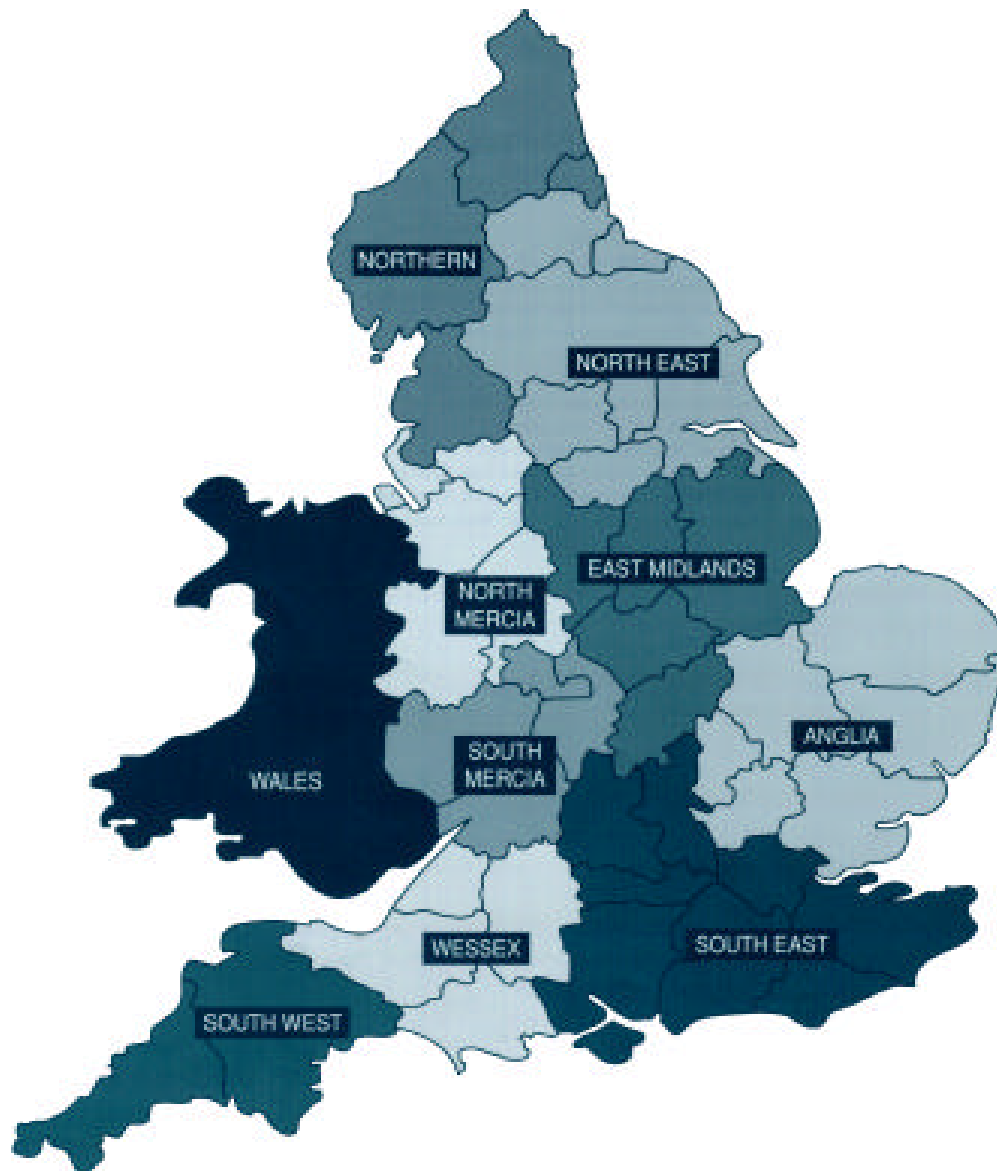 NORTHERN
NORTH EAST
EAST MIDLANDS
NORTH
MERCIA
ANGLIA
SOUTH
MERCIA
WALES
WESSEX
SOUTH EAST
SOUTH WEST